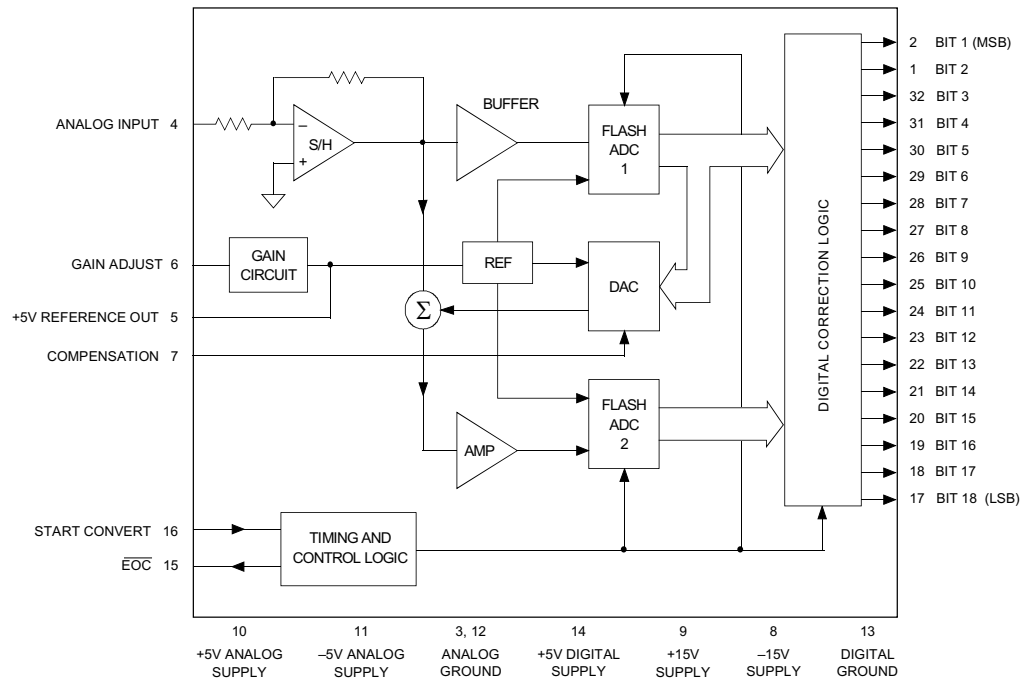 ANALOG INPUT 4
GAIN ADJUST 6
+5V REFERENCE OUT 5
COMPENSATION 7
START CONVERT 16
EOC 15
−
S/H
+
BUFFER
FLASH
ADC
1
GAIN
CIRCUIT
REF
DAC
Σ
AMP
FLASH
ADC
2
TIMING AND
CONTROL LOGIC
DIGITAL CORRECTION LOGIC
2 BIT 1 (MSB)
1 BIT 2
32 BIT 3
31 BIT 4
30 BIT 5
29 BIT 6
28 BIT 7
27 BIT 8
26 BIT 9
25 BIT 10
24 BIT 11
23 BIT 12
22 BIT 13
21 BIT 14
20 BIT 15
19 BIT 16
18 BIT 17
17 BIT 18 (LSB)
10
+5V ANALOG
SUPPLY
11
–5V ANALOG
SUPPLY
3, 12
ANALOG
GROUND
14
+5V DIGITAL
SUPPLY
9
+15V
SUPPLY
8
–15V
SUPPLY
13
DIGITAL
GROUND